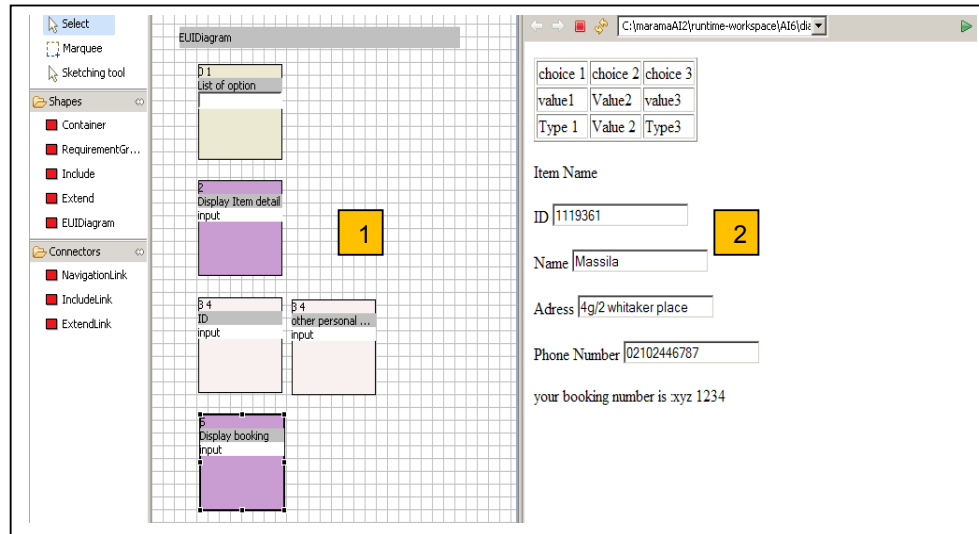 Select
Marquee
Sketching tool
Shapes
Container
RequirementGr...
Include
Extend
EUIDiagram
Connectors
NavigationLink
IncludeLink
ExtendLink
EUIDiagram
0 1
List of option
2
Display Item detail
input
1
3 4
ID
input
3 4
other personal ...
input
5
Display booking
input
C:\maramaAI2\runtime-workspace\AI6\dia
choice 1 choice 2 choice 3
value1 Value2 value3
Type 1 Value 2 Type3
Item Name
ID 1119361
2
Name Massila
Adress 4g/2 whitaker place
Phone Number 02102446787
your booking number is :xyz 1234